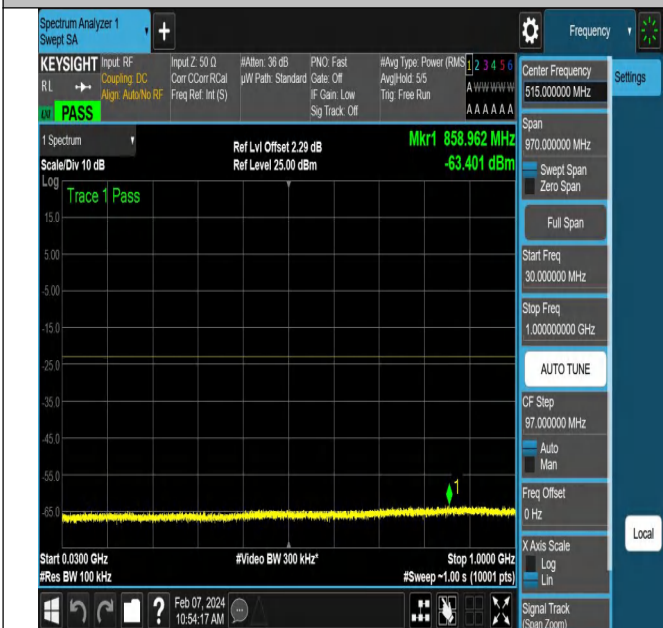 Spectrum Analyzer 1
Swept SA
+
Frequency
KEYSIGHT
RL
LNI
PASS
Input: RF
Coupling: DC
Align: Auto/No RF
Input Z: 50 Ω
Corr CCorr RCal
Freq Ref: Int (S)
#Atten: 36 dB
µW Path: Standard
PNO: Fast
Gate: Off
IF Gain: Low
Sig Track: Off
#Avg Type: Power (RMS
Avg|Hold: 5/5
Trig: Free Run
1 2 3 4 5 6
A W W W W W
A A A A A A
1 Spectrum
Scale/Div 10 dB
Ref Lvl Offset 2.29 dB
Ref Level 25.00 dBm
Mkr1 858.962 MHz
-63.401 dBm
Log
Trace 1 Pass
15.0
5.00
-5.00
-15.0
-25.0
-35.0
-45.0
-55.0
-65.0
1
Start 0.0300 GHz
#Res BW 100 kHz
#Video BW 300 kHz*
Stop 1.0000 GHz
#Sweep ~1.00 s (10001 pts)
?
Feb 07, 2024
10:54:17 AM
Center Frequency
515.000000 MHz
Span
970.000000 MHz
Swept Span
Zero Span
Full Span
Start Freq
30.000000 MHz
Stop Freq
1.000000000 GHz
AUTO TUNE
CF Step
97.000000 MHz
Auto
Man
Freq Offset
0 Hz
X Axis Scale
Log
Lin
Signal Track
(Span Zoom)
Settings
Local